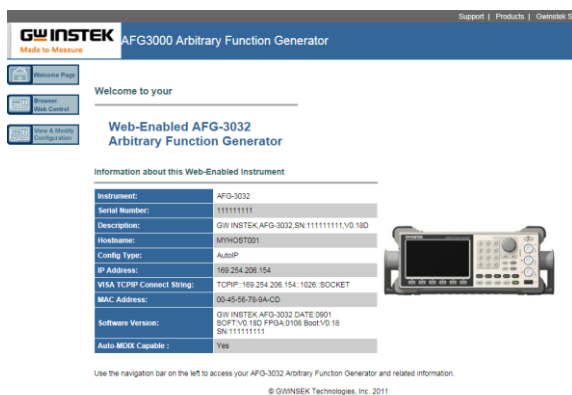 Support | Products | Gwinstek S
GWINSTEK
Made to Measure
AFG3000 Arbitrary Function Generator
Welcome Page
Browser
Web Control
View & Modify
Configuration
Welcome to your
Web-Enabled AFG-3032
Arbitrary Function Generator
Information about this Web-Enabled Instrument
Instrument: AFG-3032
Serial Number: 111111111
Description: GW INSTEK,AFG-3032,SN:111111111,V0.18D
Hostname: MYHOST001
Config Type: AutoIP
IP Address: 169.254.206.154
VISA TCPIP Connect String: TCPIP::169.254.206.154::1026::SOCKET
MAC Address: 00-45-56-78-9A-CD
Software Version: GW INSTEK AFG-3032 DATE:0901
SOFT:V0.18D FPGA:0106 Boot:V0.18
SN:111111111
Auto-MDIX Capable : Yes
Use the navigation bar on the left to access your AFG-3032 Arbitrary Function Generator and related information.
© GWINSEK Technologies, Inc. 2011